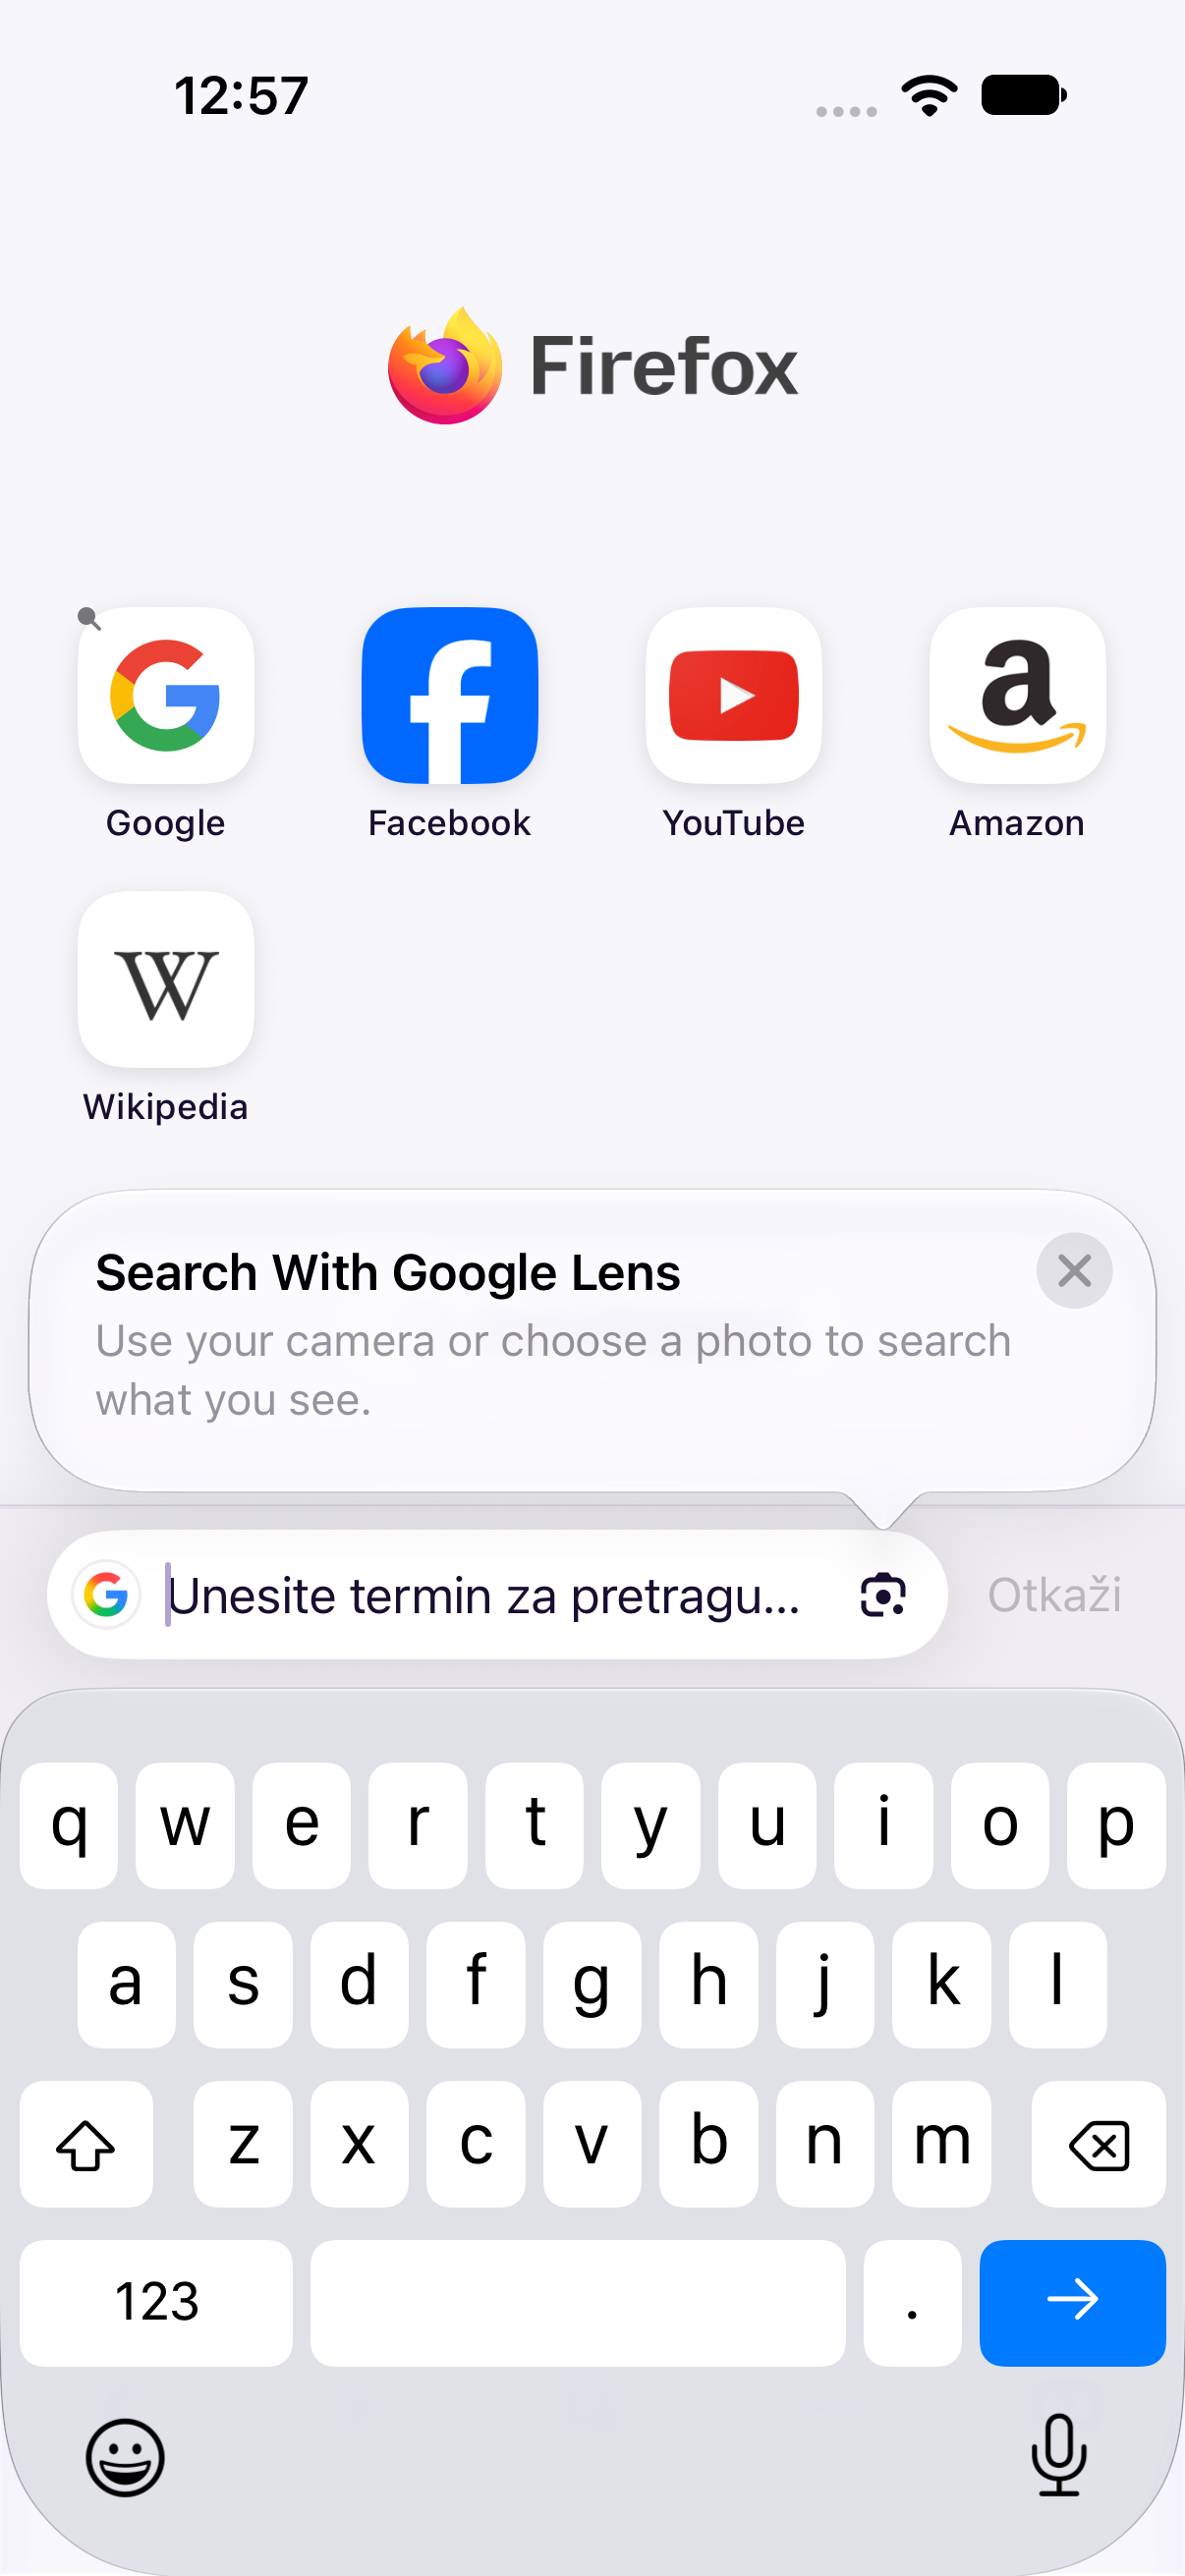 12:57
Firefox
Google
Facebook
YouTube
Amazon
Wikipedia
Search With Google Lens
Use your camera or choose a photo to search
what you see.
Unesite termin za pretragu...
Otkaži
q w e r t y u i o p
a s d f g h j k l
z x c v b n m
123 .